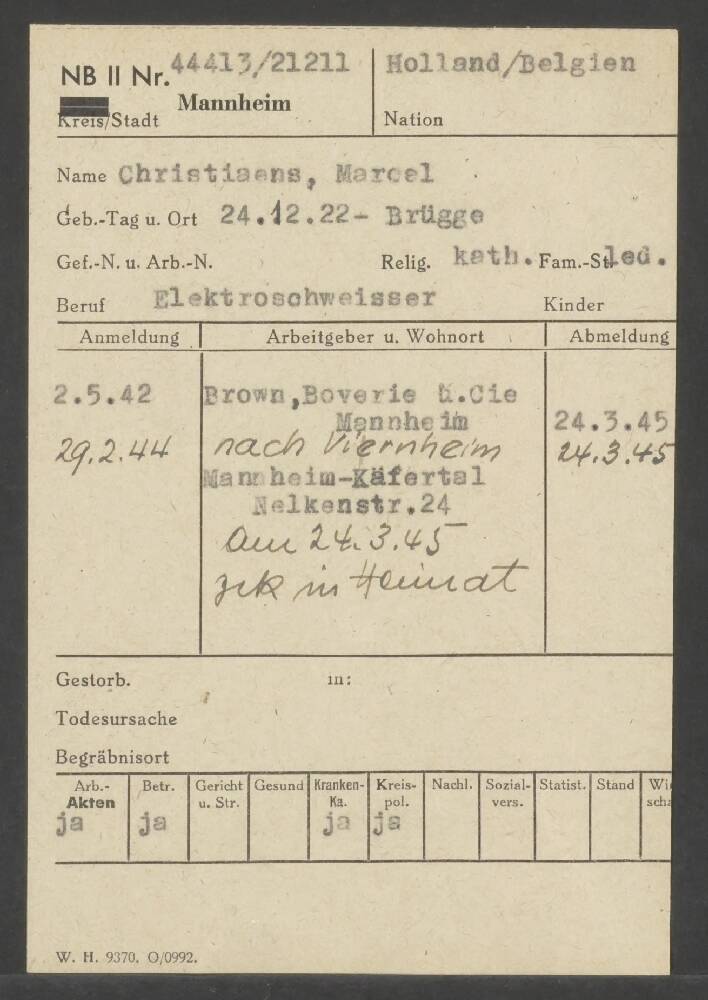 NB II Nr. 44413/21211 Holland/Belgien
Kreis/Stadt Mannheim Nation
Name Christiaens, Marcel
Geb.-Tag u. Ort 24.12.22- Brügge
Gef.-N. u. Arb.-N. Relig. kath. Fam.-St. led.
Beruf Elektroschweisser Kinder
Anmeldung Arbeitgeber u. Wohnort Abmeldung
2.5.42 Brown,Boverie u.Cie
Mannheim 24.3.45
29.2.44 nach Viernheim 24.3.45
Mannheim-Käfertal
Nelkenstr.24
Am 24.3.45
zrk in Heimat
Gestorb. in:
Todesursache
Begräbnisort
Arb.- Betr. Gericht Gesund Kranken- Kreis- Nachl. Sozial- Statist. Stand Wi
Akten u. Str. Ka. pol. vers. scha
ja ja ja ja
W. H. 9370. O/0992.